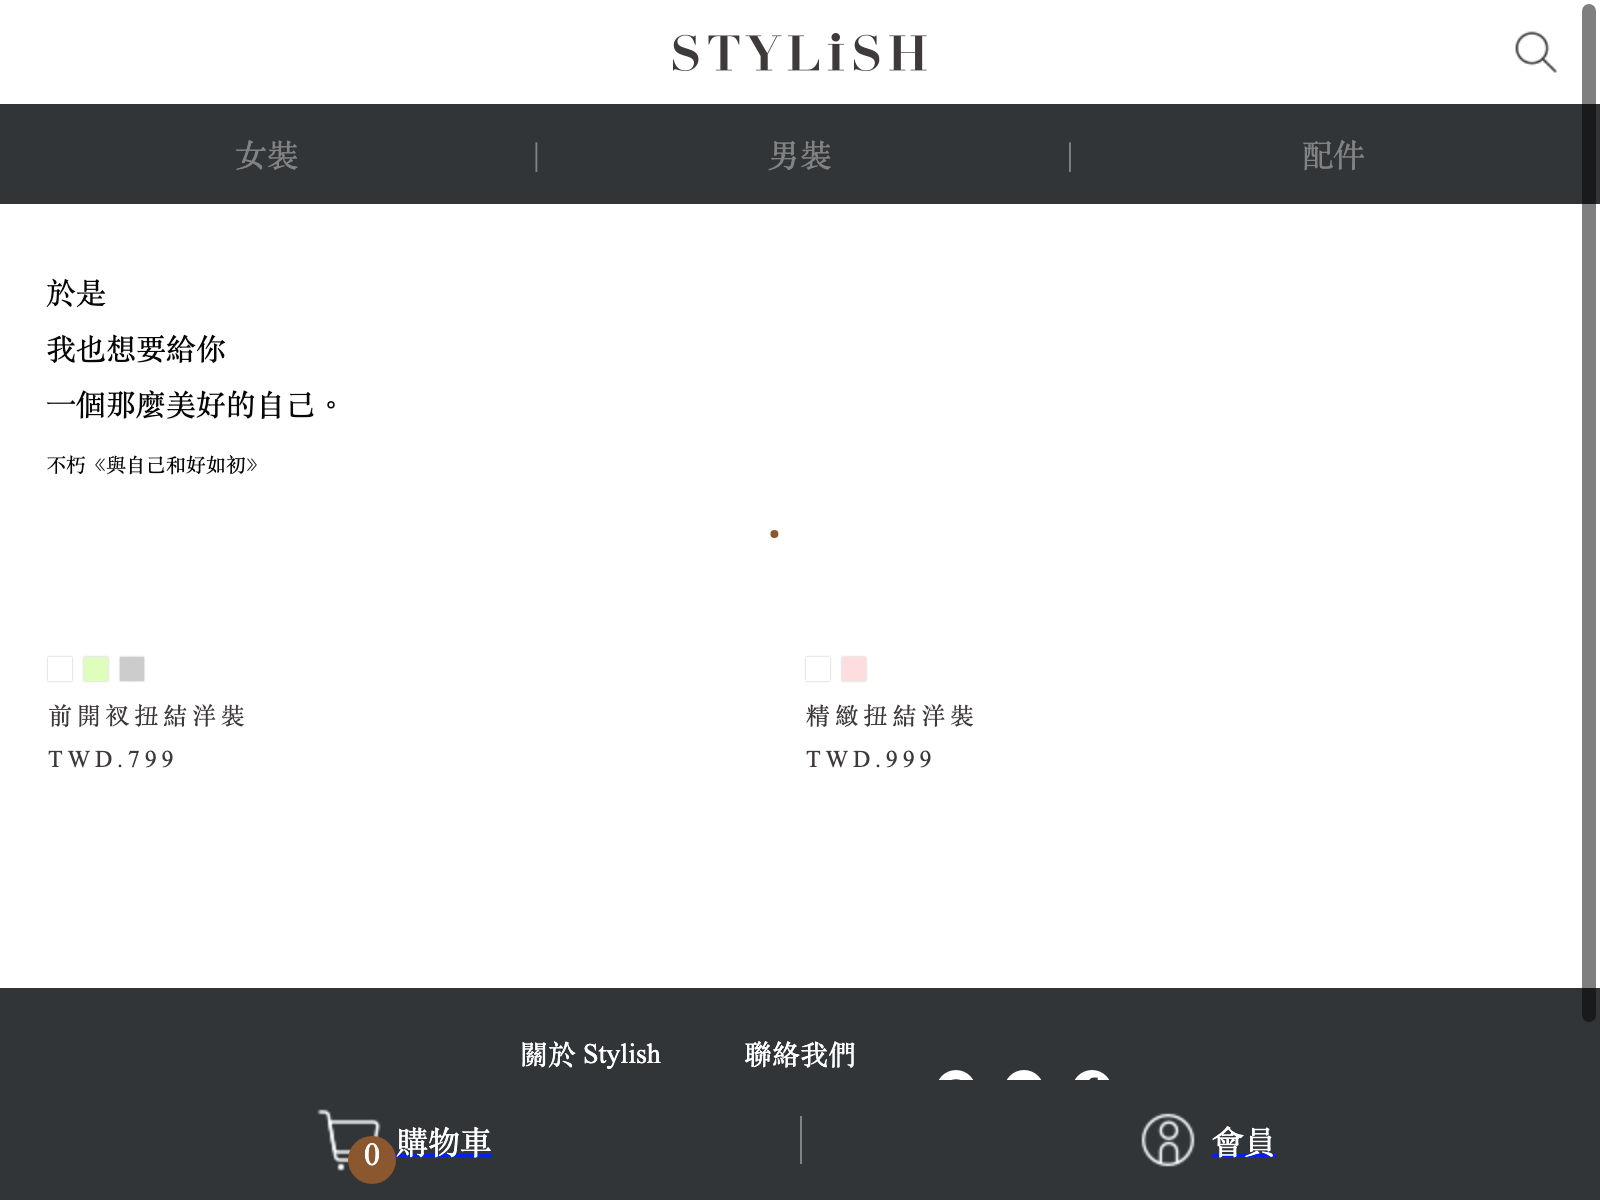 STYLiSH
女裝
|
男裝
|
配件
於是
我也想要給你
一個那麼美好的自己。
不朽《與自己和好如初》
前開衩扭結洋裝
TWD.799
精緻扭結洋裝
TWD.999
關於 Stylish
聯絡我們
0
購物車
會員